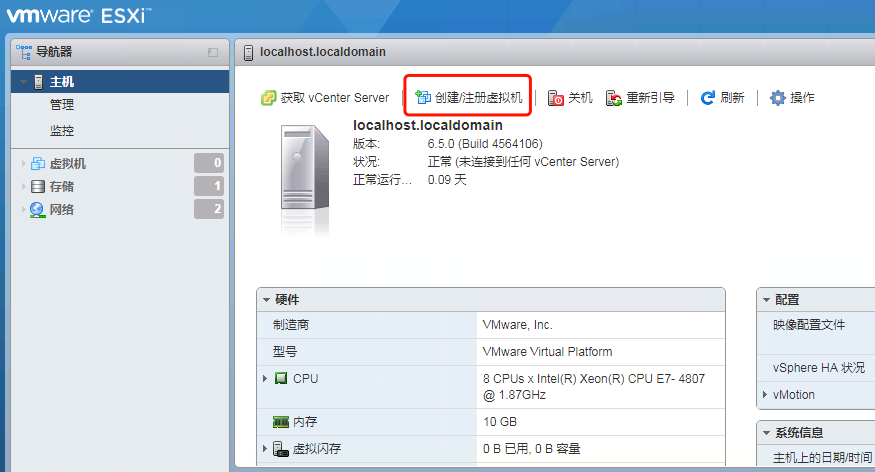 vmware® ESXi™
导航器
localhost.localdomain
主机
管理
监控
虚拟机 0
存储 1
网络 2
获取 vCenter Server 创建/注册虚拟机 关机 重新引导 刷新 操作
localhost.localdomain
版本: 6.5.0 (Build 4564106)
状况: 正常 (未连接到任何 vCenter Server)
正常运行... 0.09 天
硬件
制造商 VMware, Inc.
型号 VMware Virtual Platform
CPU 8 CPUs x Intel(R) Xeon(R) CPU E7- 4807
@ 1.87GHz
内存 10 GB
虚拟闪存 0 B 已用, 0 B 容量
配置
映像配置文件
vSphere HA 状况
vMotion
系统信息
主机上的日期/时间